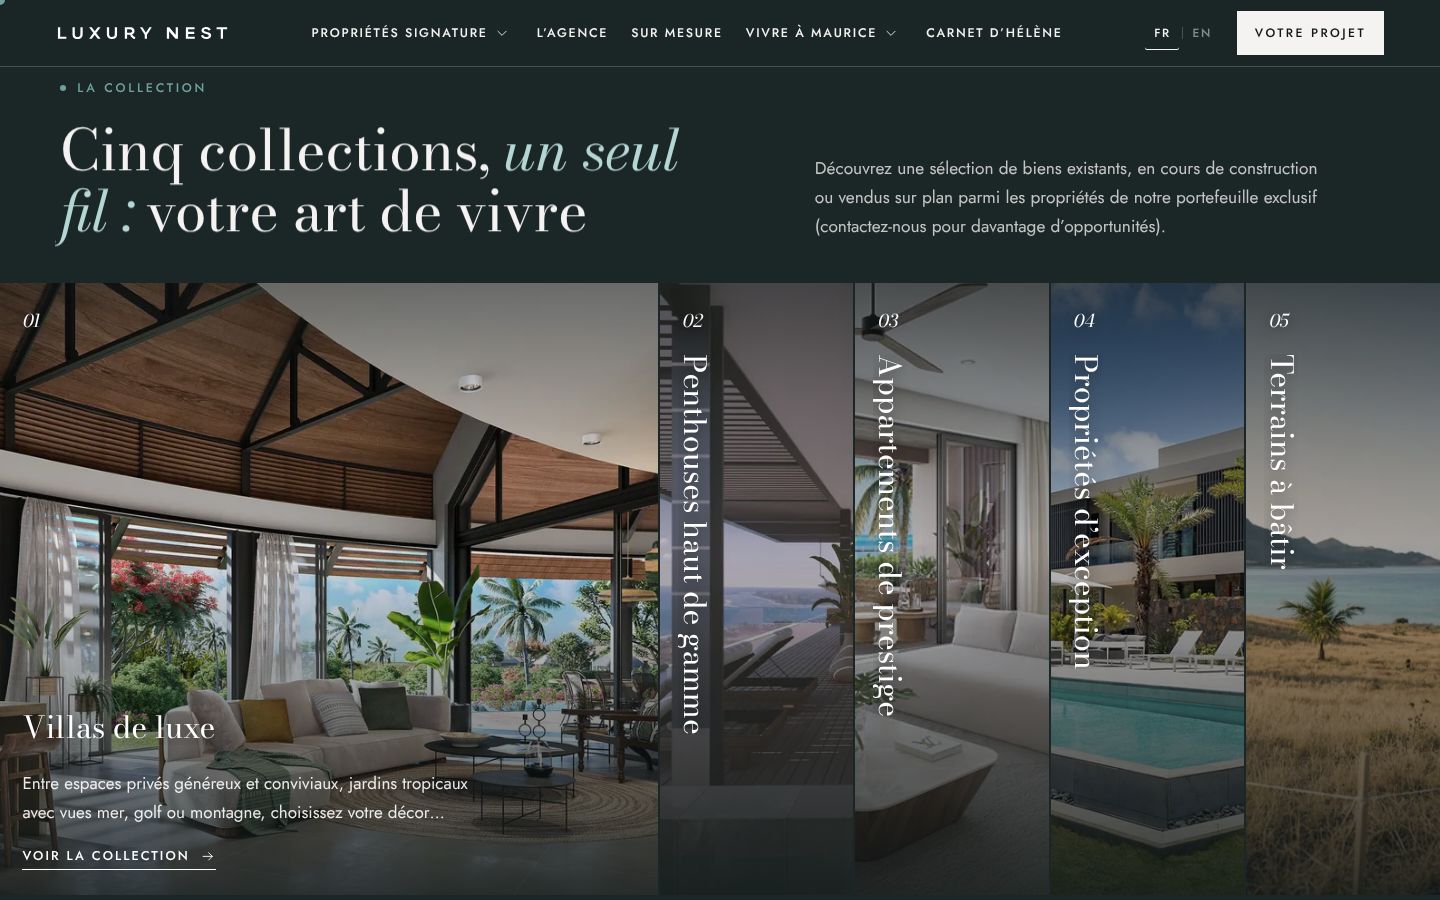 LUXURY NEST
PROPRIÉTÉS SIGNATURE
L’AGENCE
SUR MESURE
VIVRE À MAURICE
CARNET D’HÉLÈNE
FR
EN
VOTRE PROJET
LA COLLECTION
Cinq collections, un seul
fil : votre art de vivre
Découvrez une sélection de biens existants, en cours de construction
ou vendus sur plan parmi les propriétés de notre portefeuille exclusif
(contactez-nous pour davantage d’opportunités).
01
Villas de luxe
Entre espaces privés généreux et conviviaux, jardins tropicaux
avec vues mer, golf ou montagne, choisissez votre décor…
VOIR LA COLLECTION
02
Penthouses haut de gamme
03
Appartements de prestige
04
Propriétés d’exception
05
Terrains à bâtir